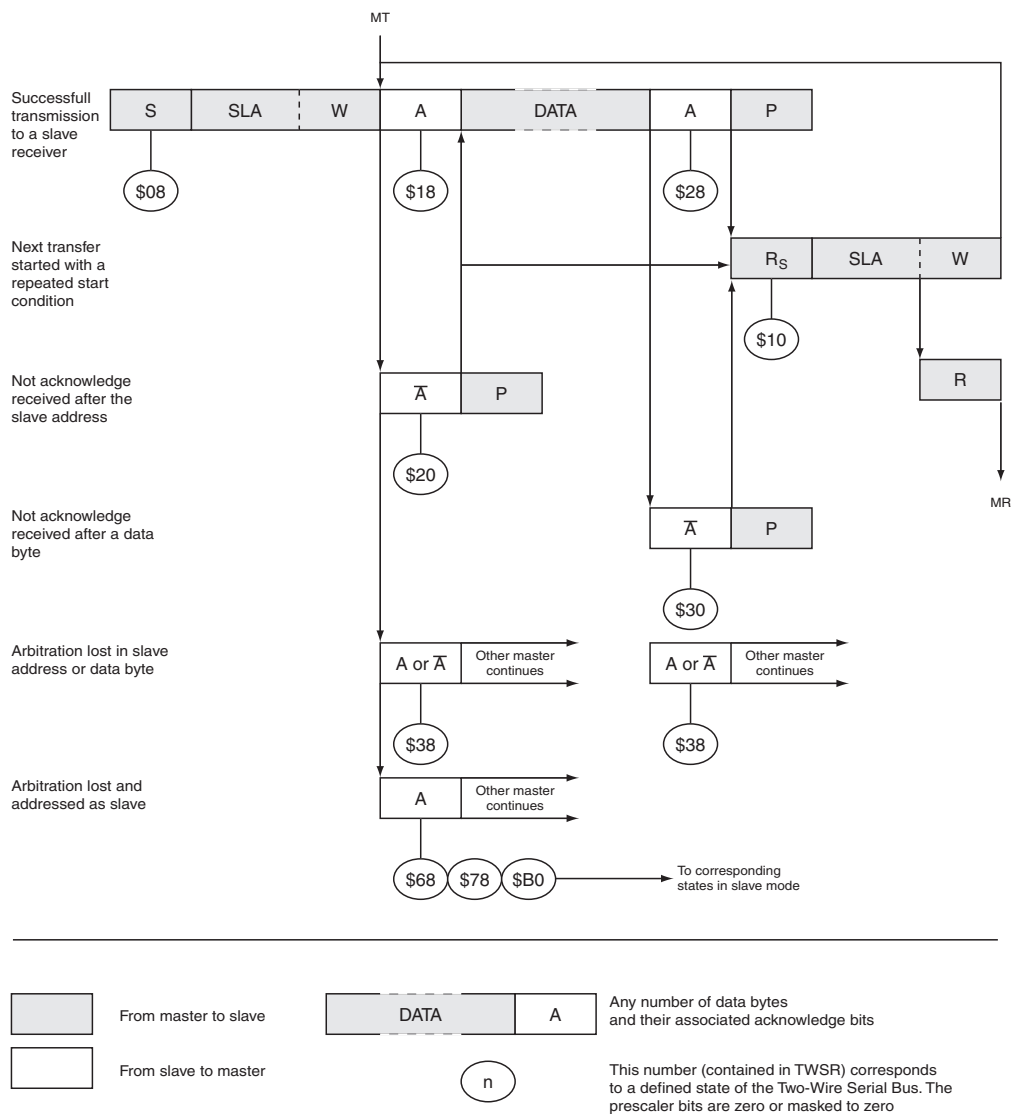 MT
Successfull
transmission
to a slave
receiver
S SLA W A DATA A P
$08 $18 $28
Next transfer
started with a
repeated start
condition
RS SLA W
$10
Not acknowledge
received after the
slave address
A̅ P
R
$20
MR
Not acknowledge
received after a data
byte
A̅ P
$30
Arbitration lost in slave
address or data byte
A or A̅ Other master
continues
A or A̅ Other master
continues
$38 $38
Arbitration lost and
addressed as slave
A Other master
continues
$68 $78 $B0
To corresponding
states in slave mode
From master to slave
DATA A
Any number of data bytes
and their associated acknowledge bits
From slave to master
n
This number (contained in TWSR) corresponds
to a defined state of the Two-Wire Serial Bus. The
prescaler bits are zero or masked to zero